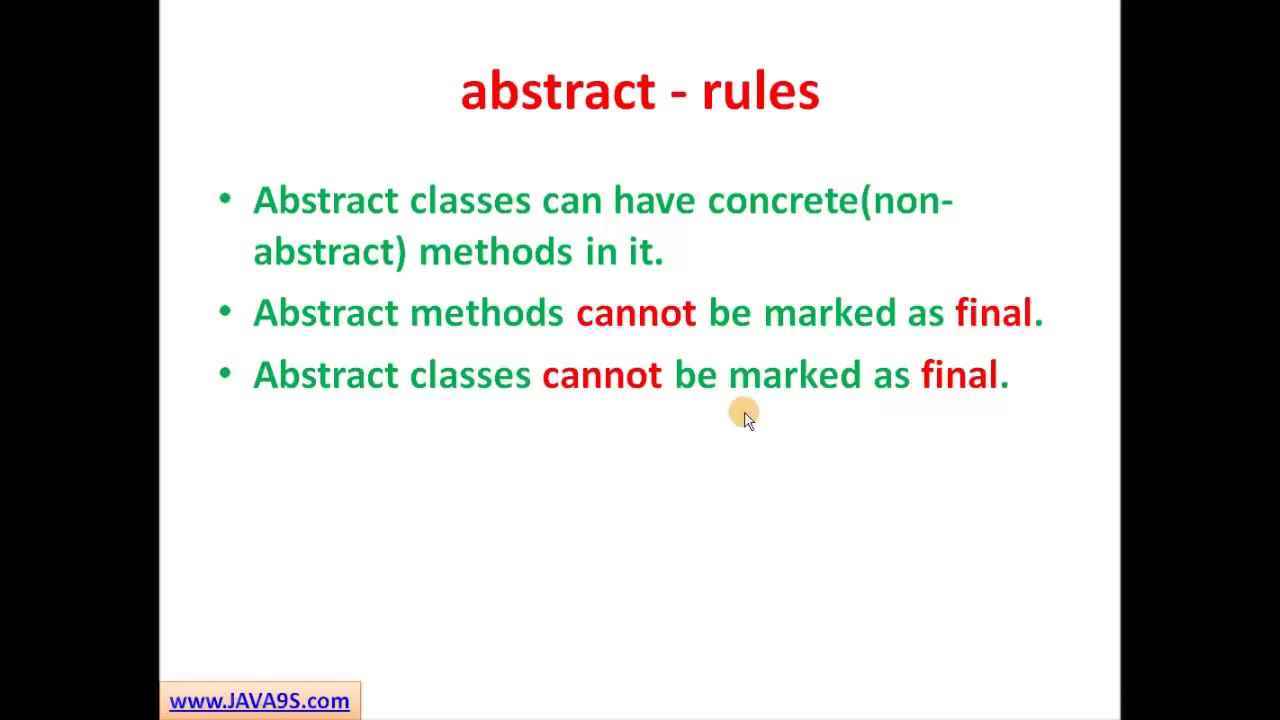 abstract - rules
• Abstract classes can have concrete(non-
abstract) methods in it.
• Abstract methods cannot be marked as final.
• Abstract classes cannot be marked as final.
www.JAVA9S.com